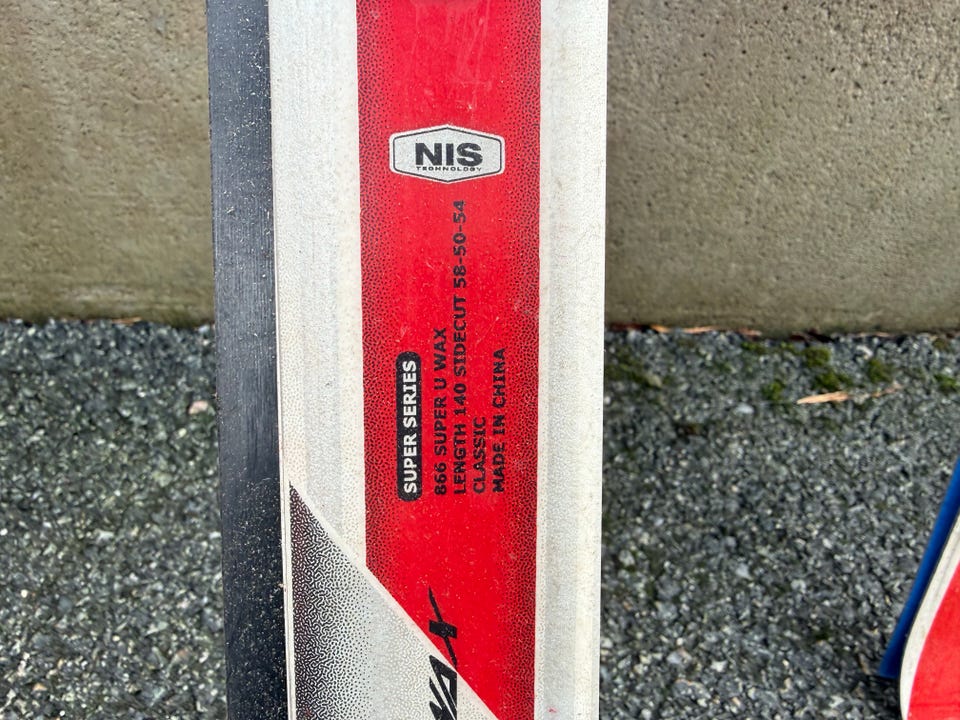 NIS
TECHNOLOGY
SUPER SERIES
866 SUPER U WAX
LENGTH 140 SIDECUT 58-50-54
CLASSIC
MADE IN CHINA